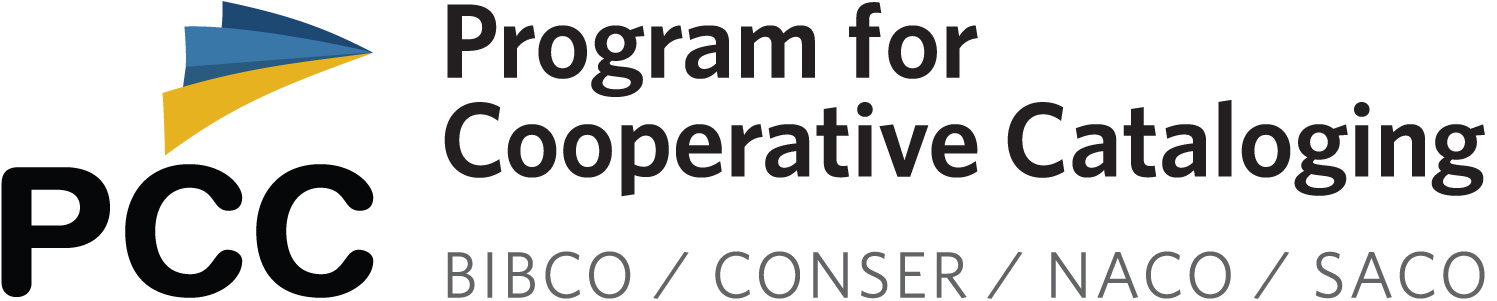 PCC
Program for
Cooperative Cataloging
BIBCO / CONSER / NACO / SACO